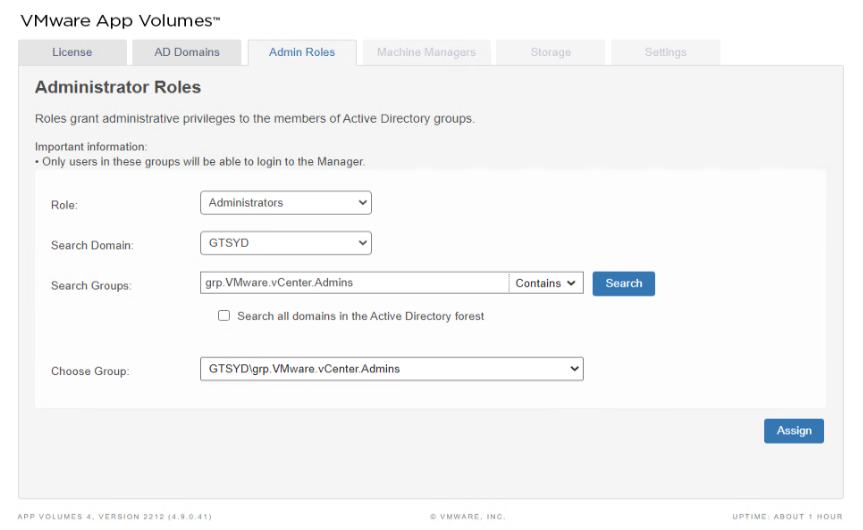 VMware App Volumes™
License AD Domains Admin Roles Machine Managers Storage Settings
Administrator Roles
Roles grant administrative privileges to the members of Active Directory groups.
Important information:
• Only users in these groups will be able to login to the Manager.
Role: Administrators
Search Domain: GTSYD
Search Groups: grp.VMware.vCenter.Admins Contains Search
Search all domains in the Active Directory forest
Choose Group: GTSYD\grp.VMware.vCenter.Admins
Assign
APP VOLUMES 4, VERSION 2212 (4.9.0.41) © VMWARE, INC. UPTIME: ABOUT 1 HOUR